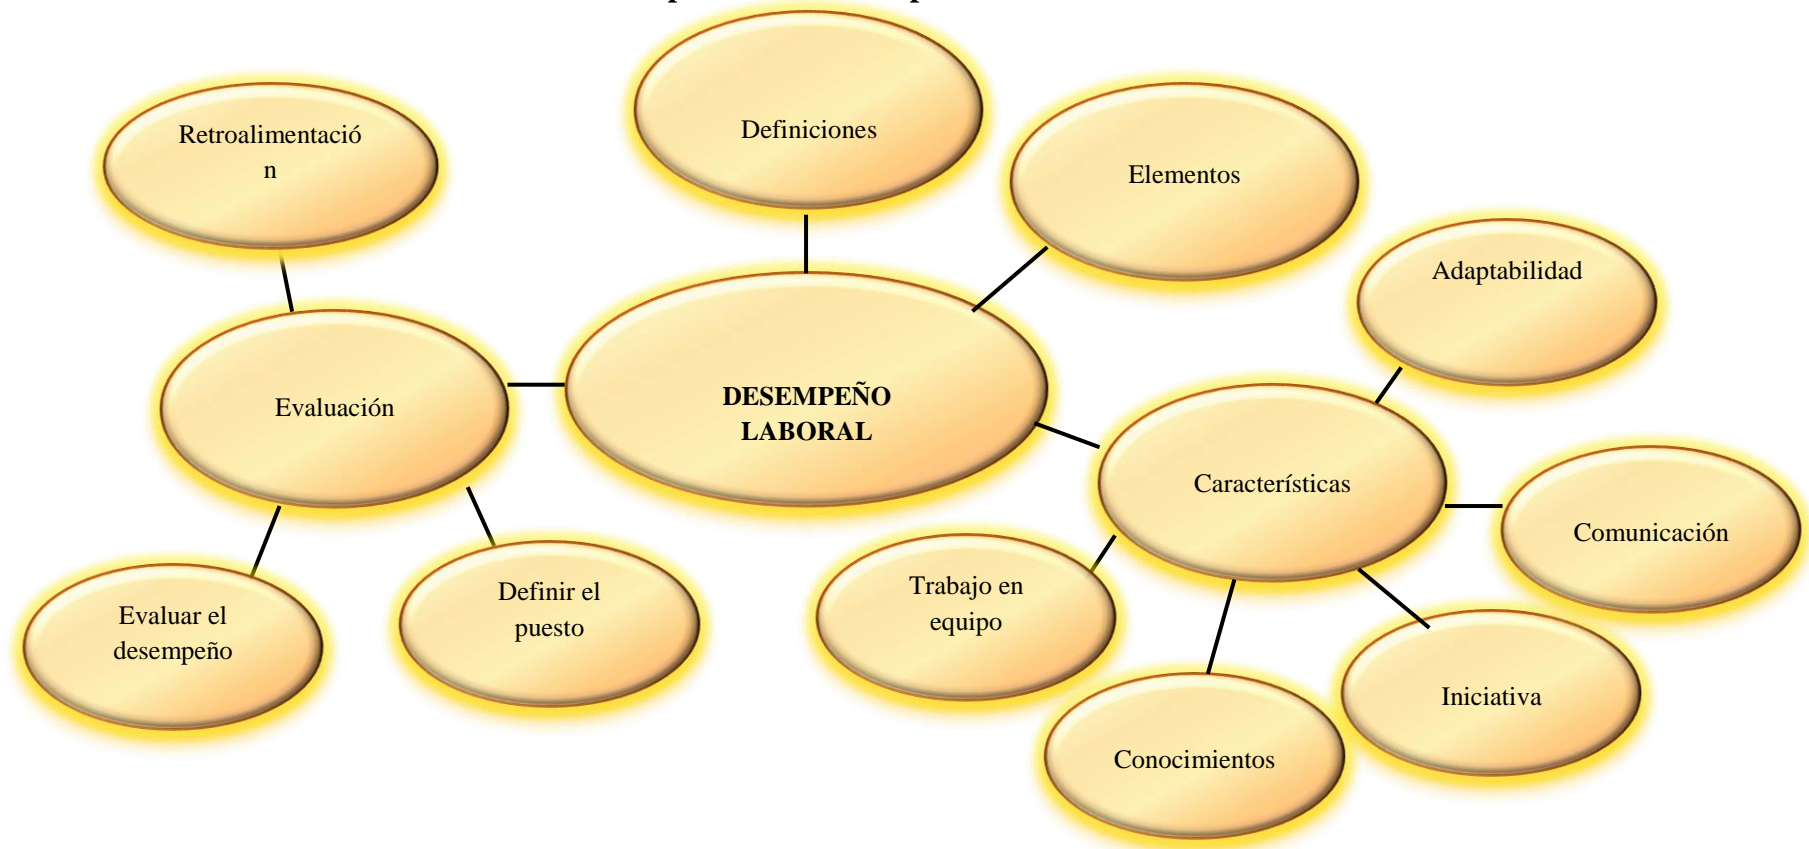 Definiciones
Retroalimentació
n
Elementos
Adaptabilidad
Evaluación
DESEMPEÑO
LABORAL
Características
Comunicación
Trabajo en
equipo
Definir el
puesto
Evaluar el
desempeño
Iniciativa
Conocimientos